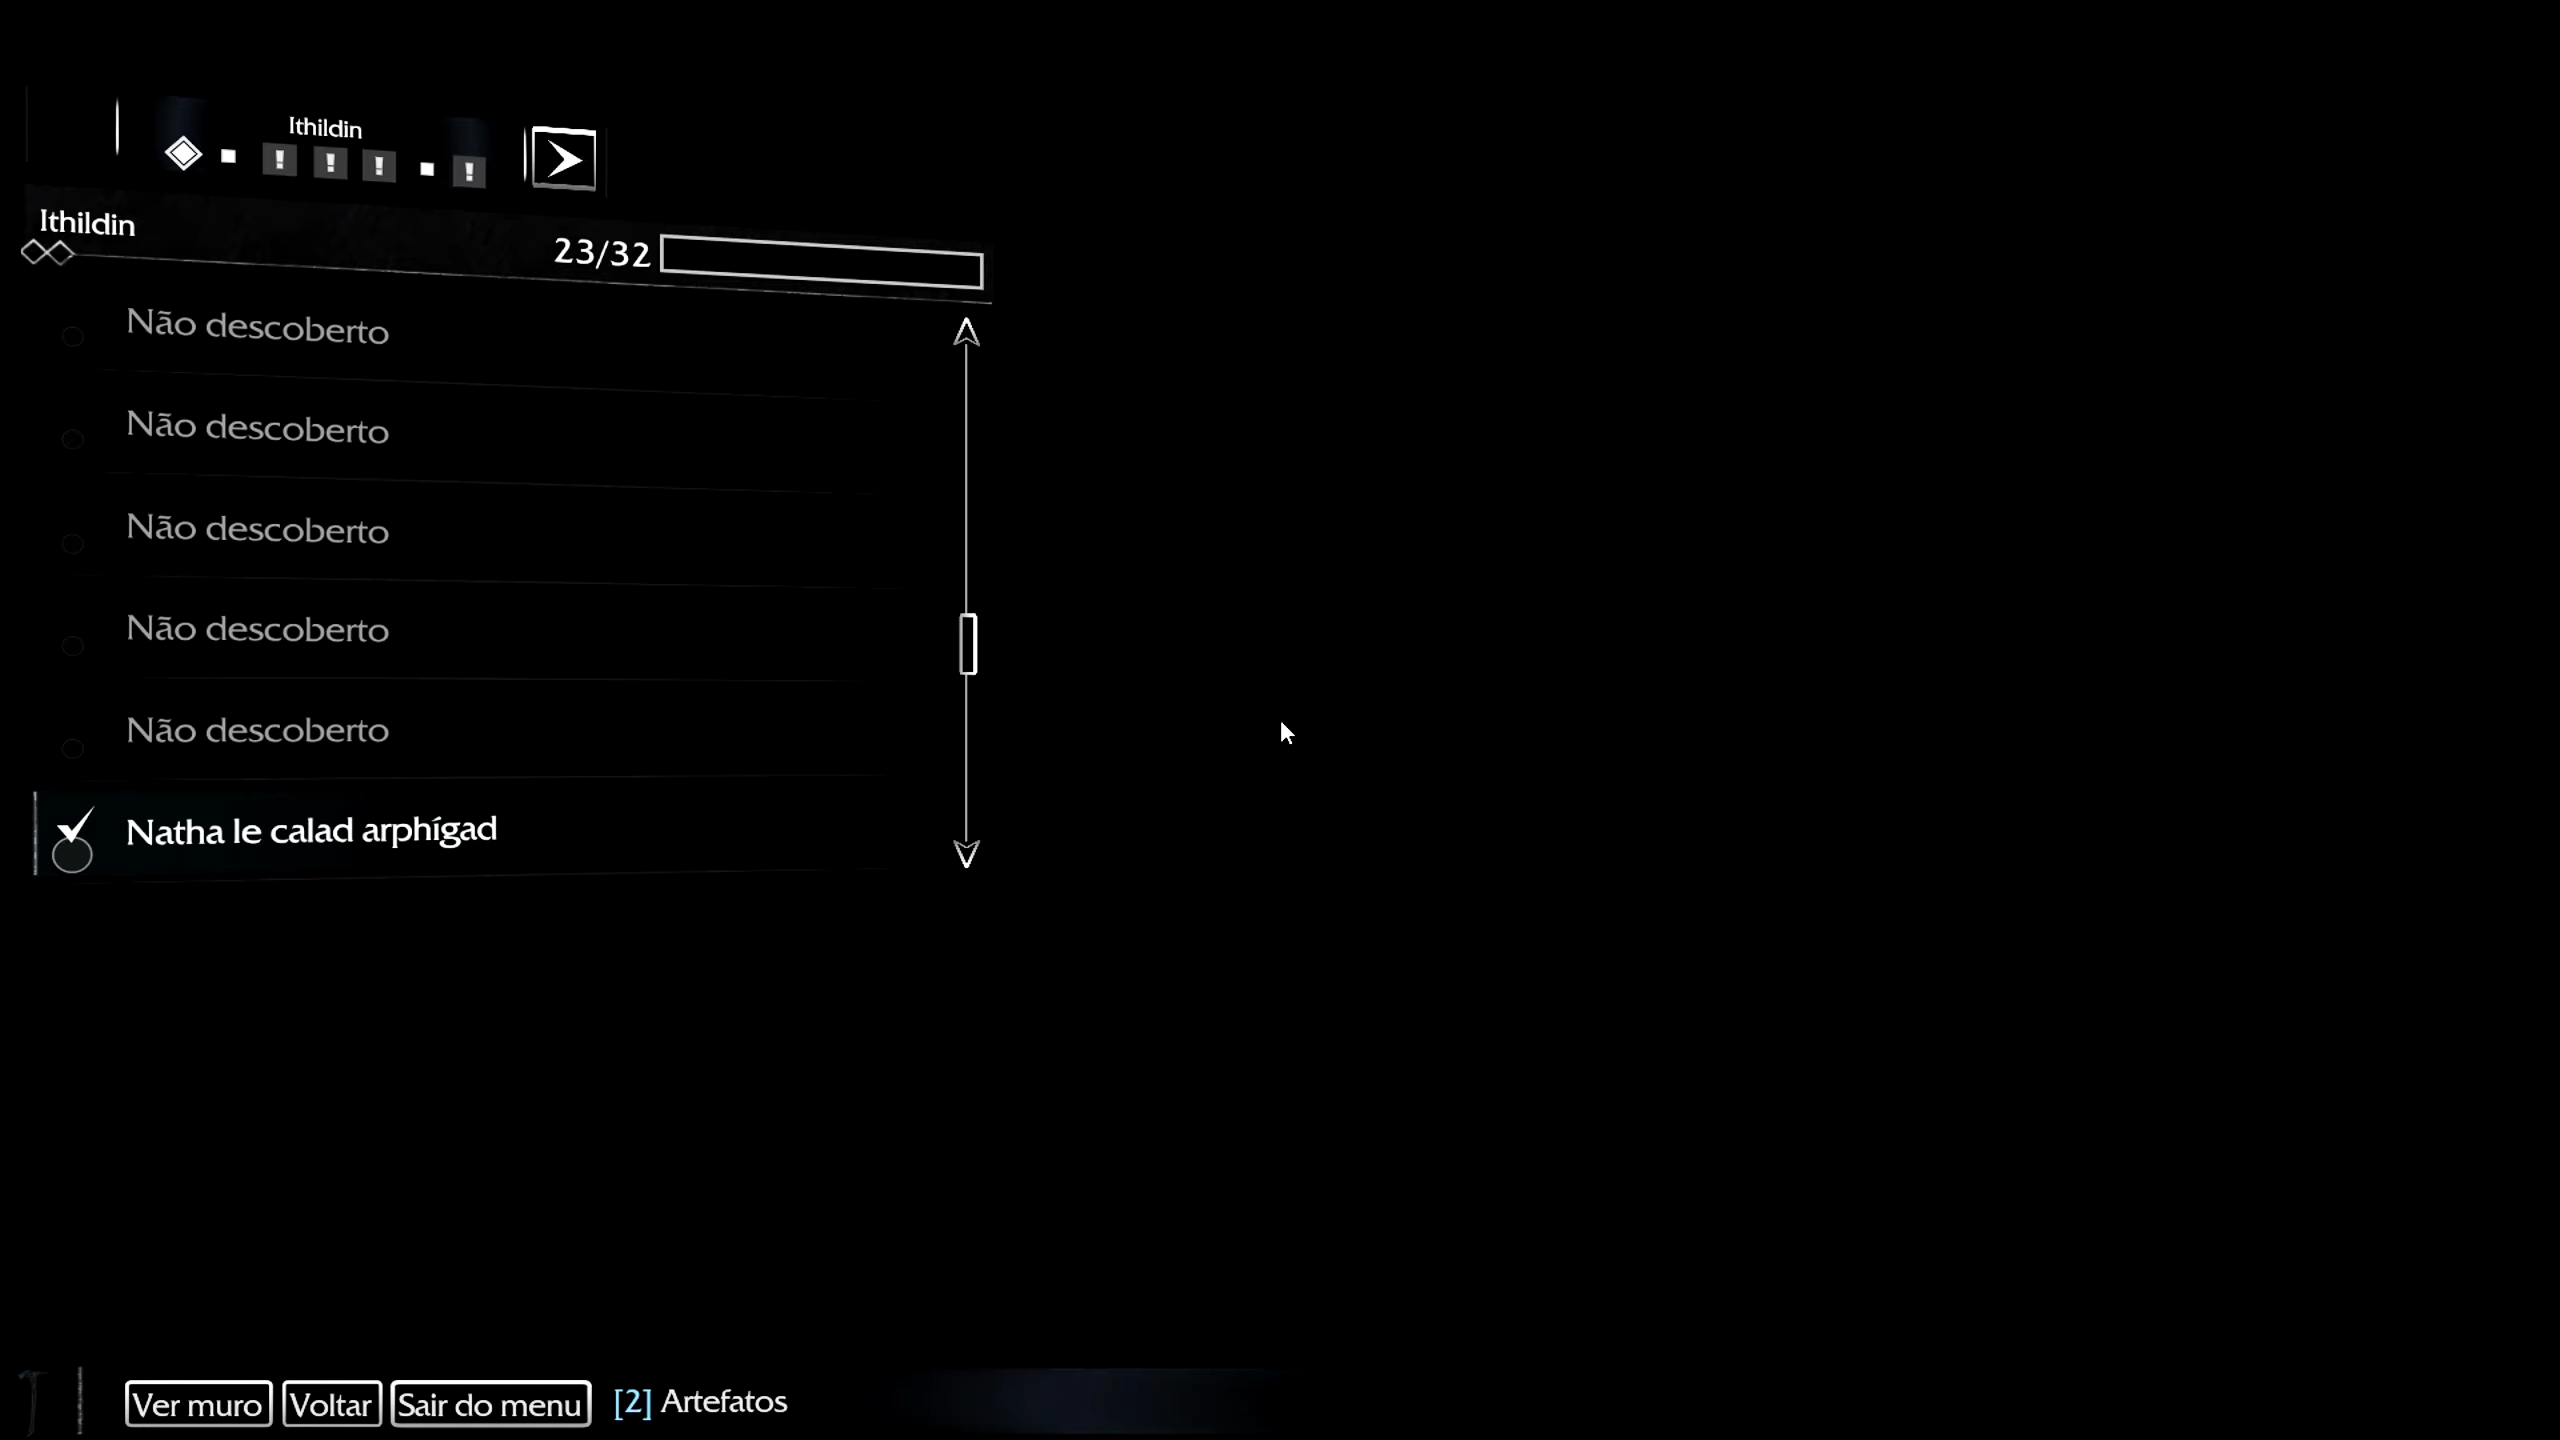 Ithildin
Ithildin
23/32
Não descoberto
Não descoberto
Não descoberto
Não descoberto
Não descoberto
Natha le calad arphígad
Ver muro Voltar Sair do menu [2] Artefatos